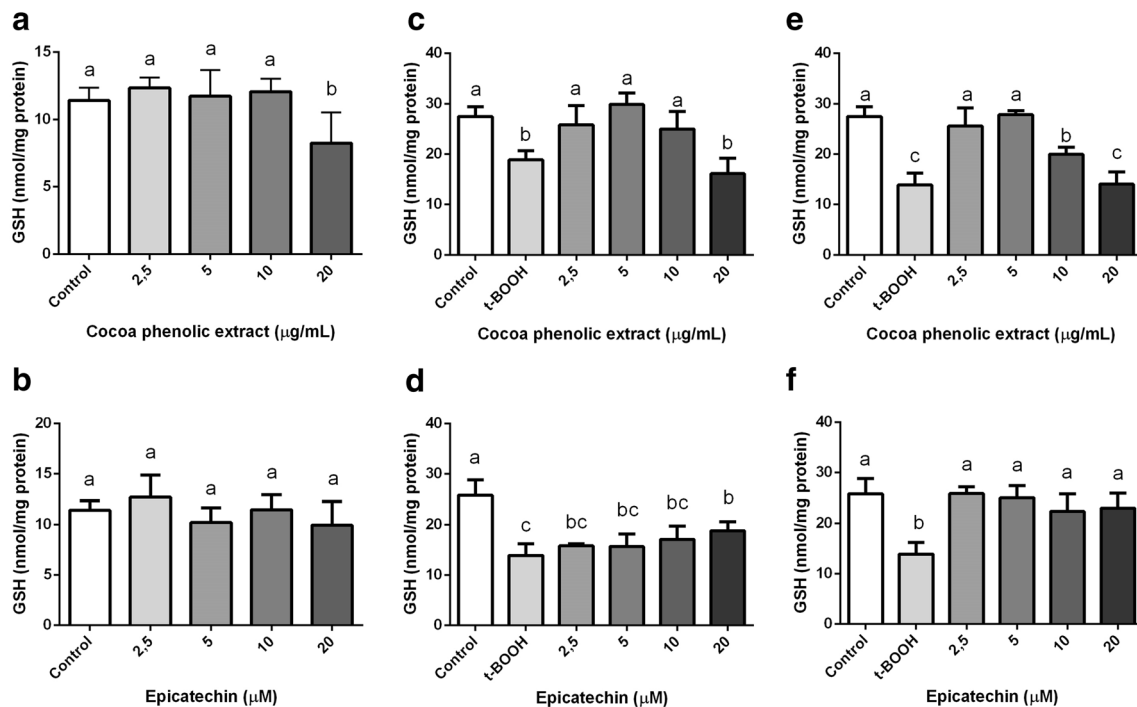 a
GSH (nmol/mg protein)
15
10
5
0
a
a
a
a
b
Control
2,5
5
10
20
Cocoa phenolic extract (μg/mL)
c
GSH (nmol/mg protein)
40
30
20
10
0
a
b
a
a
a
b
Control
t-BOOH
2,5
5
10
20
Cocoa phenolic extract (μg/mL)
e
GSH (nmol/mg protein)
40
30
20
10
0
a
c
a
a
b
c
Control
t-BOOH
2,5
5
10
20
Cocoa phenolic extract (μg/mL)
b
GSH (nmol/mg protein)
20
15
10
5
0
a
a
a
a
a
Control
2,5
5
10
20
Epicatechin (μM)
d
GSH (nmol/mg protein)
40
30
20
10
0
a
c
bc
bc
bc
b
Control
t-BOOH
2,5
5
10
20
Epicatechin (μM)
f
GSH (nmol/mg protein)
40
30
20
10
0
a
b
a
a
a
a
Control
t-BOOH
2,5
5
10
20
Epicatechin (μM)